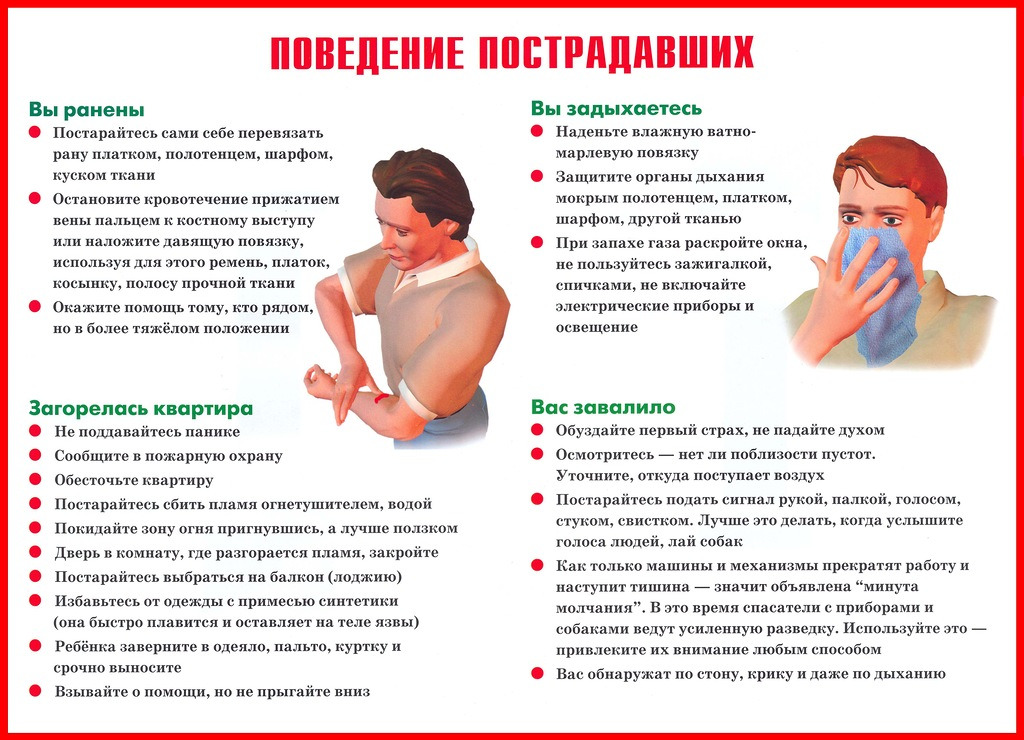 ПОВЕДЕНИЕ ПОСТРАДАВШИХ
Вы ранены
Постарайтесь сами себе перевязать
рану платком, полотенцем, шарфом,
куском ткани
Остановите кровотечение прижатием
вены пальцем к костному выступу
или наложите давящую повязку,
используя для этого ремень, платок,
косынку, полосу прочной ткани
Окажите помощь тому, кто рядом,
но в более тяжёлом положении
Загорелась квартира
Не поддавайтесь панике
Сообщите в пожарную охрану
Обесточьте квартиру
Постарайтесь сбить пламя огнетушителем, водой
Покидайте зону огня пригнувшись, а лучше ползком
Дверь в комнату, где разгорается пламя, закройте
Постарайтесь выбраться на балкон (лоджию)
Избавьтесь от одежды с примесью синтетики
(она быстро плавится и оставляет на теле язвы)
Ребёнка заверните в одеяло, пальто, куртку и
срочно выносите
Взывайте о помощи, но не прыгайте вниз
Вы задыхаетесь
Наденьте влажную ватно-
марлевую повязку
Защитите органы дыхания
мокрым полотенцем, платком,
шарфом, другой тканью
При запахе газа раскройте окна,
не пользуйтесь зажигалкой,
спичками, не включайте
электрические приборы и
освещение
Вас завалило
Обуздайте первый страх, не падайте духом
Осмотритесь — нет ли поблизости пустот.
Уточните, откуда поступает воздух
Постарайтесь подать сигнал рукой, палкой, голосом,
стуком, свистком. Лучше это делать, когда услышите
голоса людей, лай собак
Как только машины и механизмы прекратят работу и
наступит тишина — значит объявлена “минута
молчания”. В это время спасатели с приборами и
собаками ведут усиленную разведку. Используйте это —
привлеките их внимание любым способом
Вас обнаружат по стону, крику и даже по дыханию